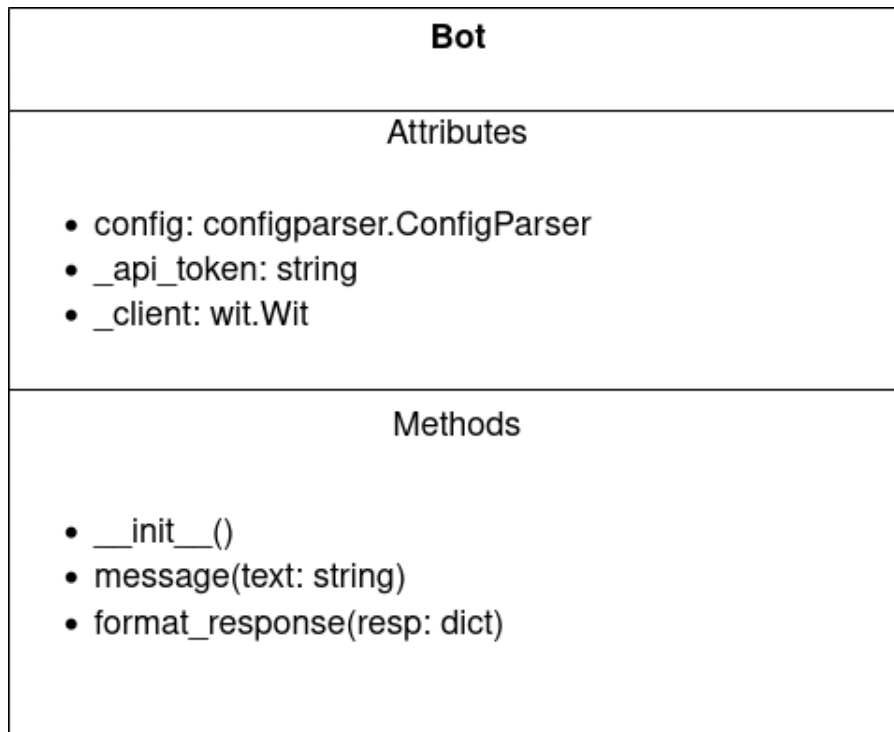 Bot
Attributes
• config: configparser.ConfigParser
• _api_token: string
• _client: wit.Wit
Methods
• __init__()
• message(text: string)
• format_response(resp: dict)